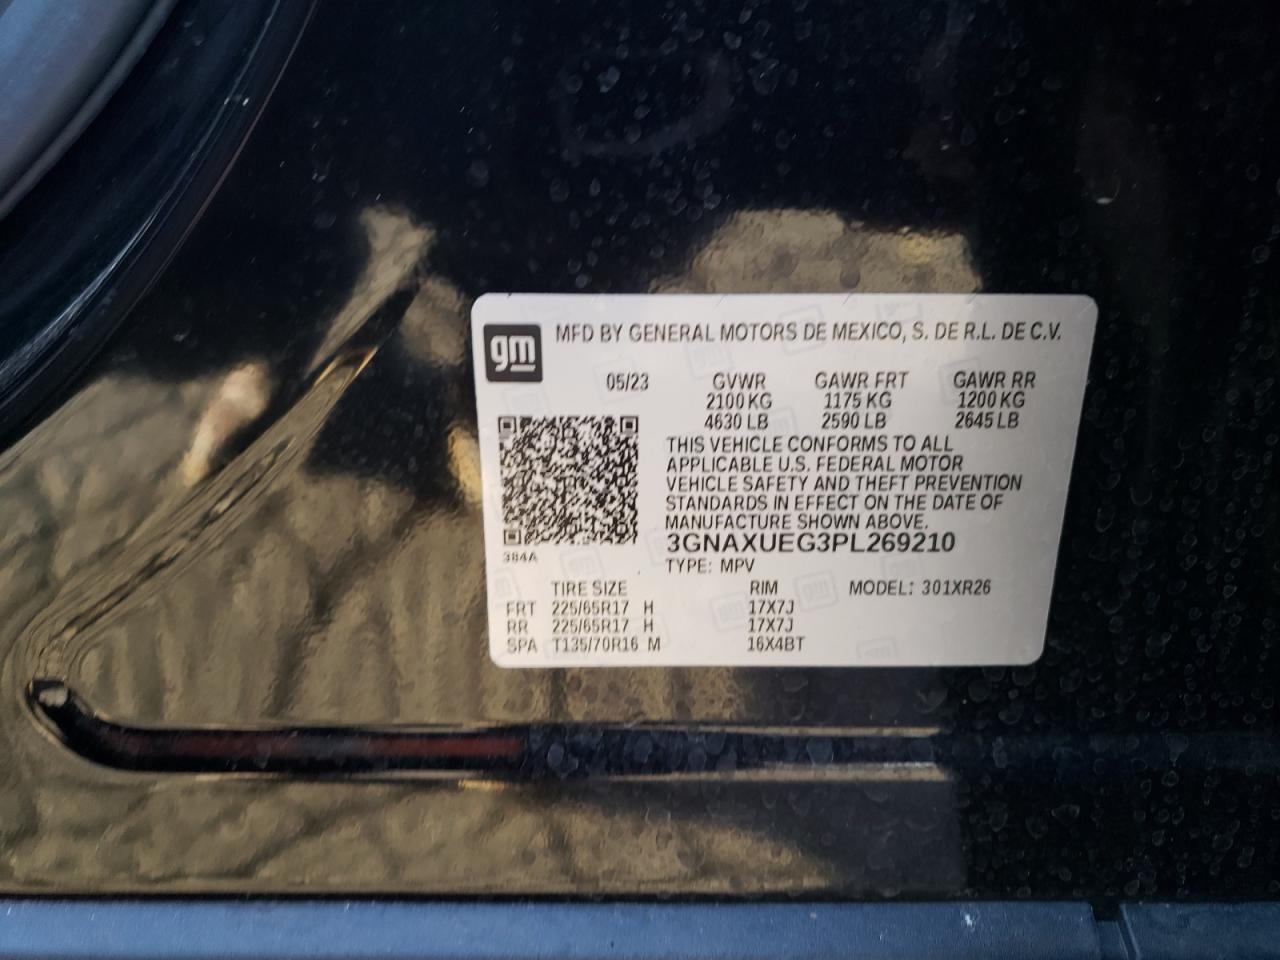 gm MFD BY GENERAL MOTORS DE MEXICO, S. DE R.L. DE C.V.
05/23 GVWR GAWR FRT GAWR RR
2100 KG 1175 KG 1200 KG
4630 LB 2590 LB 2645 LB
THIS VEHICLE CONFORMS TO ALL
APPLICABLE U.S. FEDERAL MOTOR
VEHICLE SAFETY AND THEFT PREVENTION
STANDARDS IN EFFECT ON THE DATE OF
MANUFACTURE SHOWN ABOVE.
3GNAXUEG3PL269210
384A
TYPE: MPV
TIRE SIZE RIM MODEL: 301XR26
FRT 225/65R17 H 17X7J
RR 225/65R17 H 17X7J
SPA T135/70R16 M 16X4BT